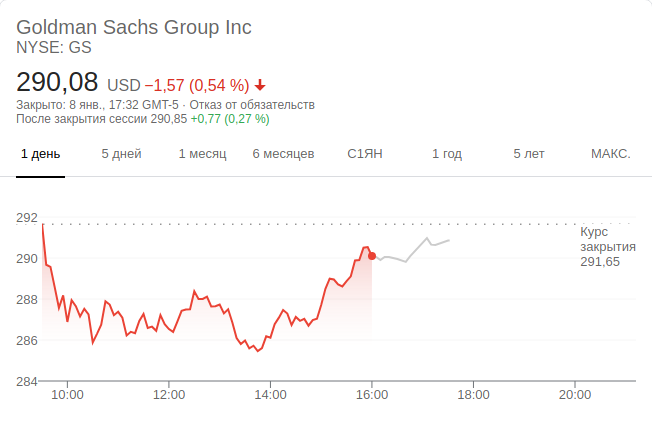 Goldman Sachs Group Inc
NYSE: GS
290,08 USD −1,57 (0,54 %)
Закрыто: 8 янв., 17:32 GMT-5 · Отказ от обязательств
После закрытия сессии 290,85 +0,77 (0,27 %)
1 день 5 дней 1 месяц 6 месяцев С1ЯН 1 год 5 лет МАКС.
292
Курс
закрытия
290
291,65
288
286
284
10:00 12:00 14:00 16:00 18:00 20:00